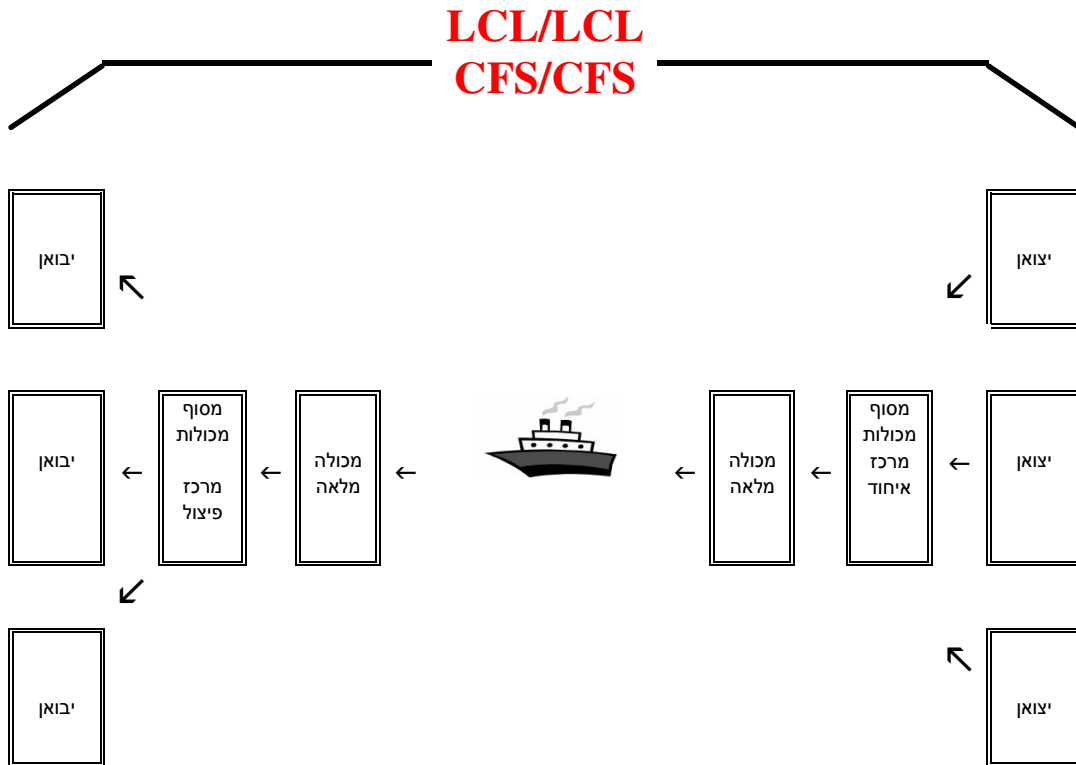 LCL/LCL
CFS/CFS
יצואן
יבואן
יצואן
מסוף
מכולות
מרכז
איחוד
מכולה
מלאה
מכולה
מלאה
מסוף
מכולות
מרכז
פיצול
יבואן
יצואן
יבואן